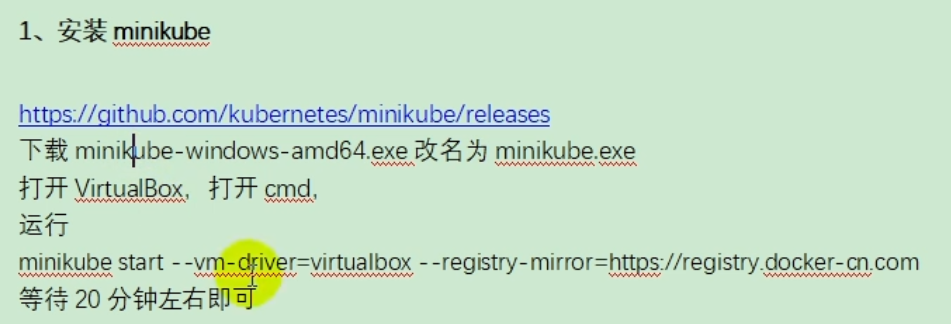 1、安装 minikube
https://github.com/kubernetes/minikube/releases
下载 minikube-windows-amd64.exe 改名为 minikube.exe
打开 VirtualBox，打开 cmd,
运行
minikube start --vm-driver=virtualbox --registry-mirror=https://registry.docker-cn.com
等待 20 分钟左右即可